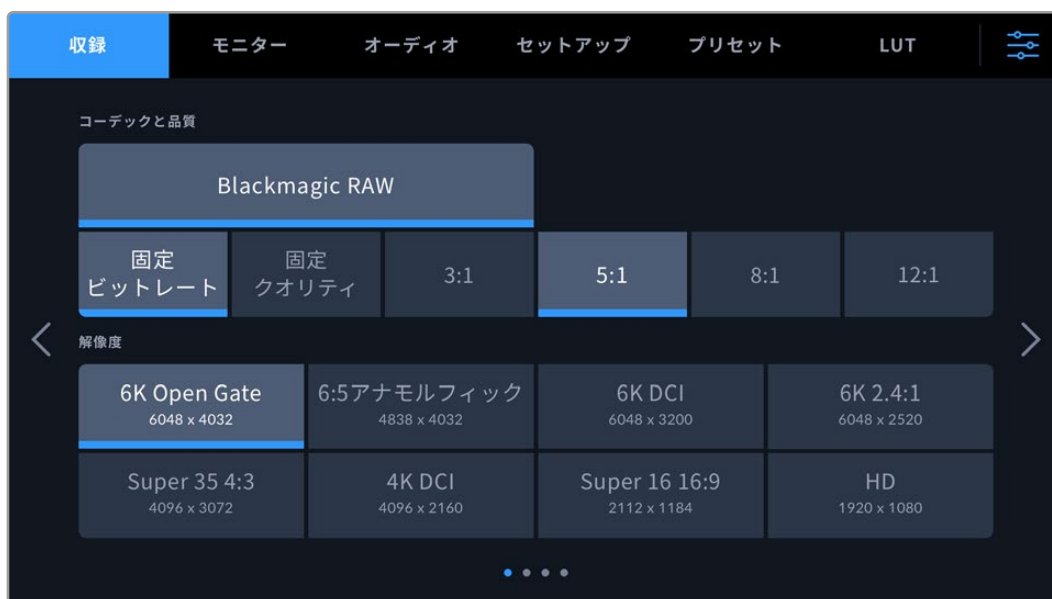 収録 モニター オーディオ セットアップ プリセット LUT
コーデックと品質
Blackmagic RAW
固定
ビットレート
固定
クオリティ
3:1
5:1
8:1
12:1
解像度
6K Open Gate
6048 x 4032
6:5アナモルフィック
4838 x 4032
6K DCI
6048 x 3200
6K 2.4:1
6048 x 2520
Super 35 4:3
4096 x 3072
4K DCI
4096 x 2160
Super 16 16:9
2112 x 1184
HD
1920 x 1080